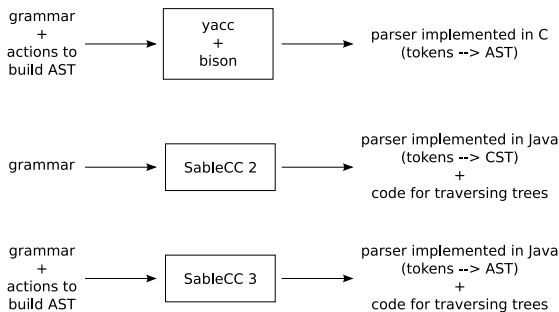 grammar
+
actions to
build AST
yacc
+
bison
parser implemented in C
(tokens --> AST)
grammar
SableCC 2
parser implemented in Java
(tokens --> CST)
+
code for traversing trees
grammar
+
actions to
build AST
SableCC 3
parser implemented in Java
(tokens --> AST)
+
code for traversing trees